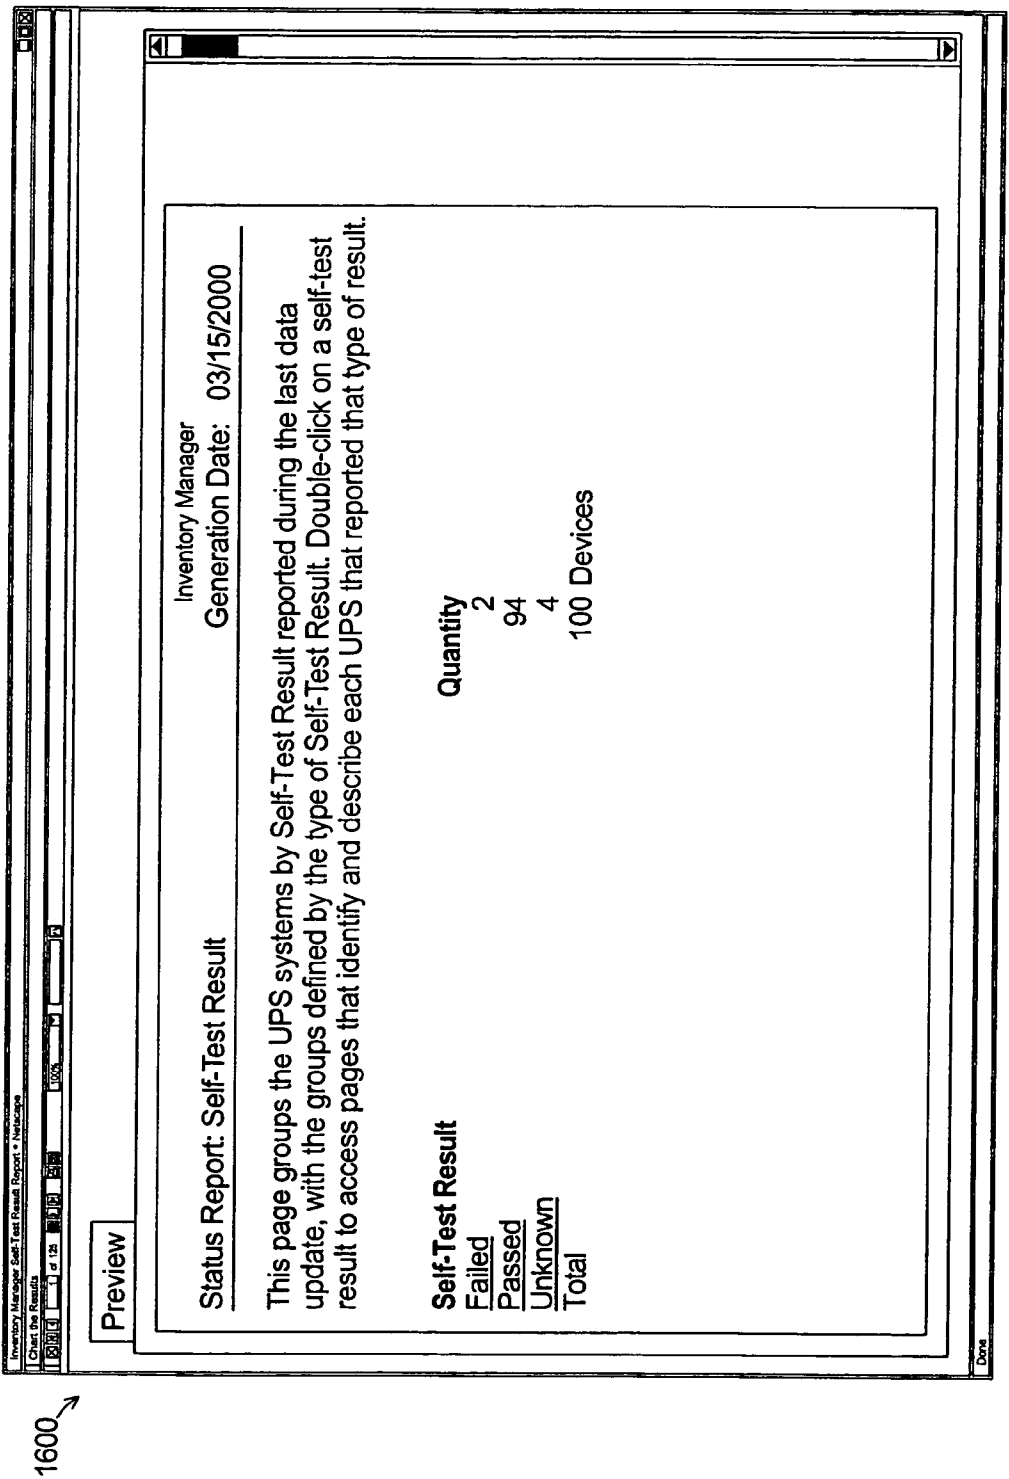 Inventory Manager Self-Test Result Report • Netscape
Chart the Results
1 of 125 100%
Preview
Inventory Manager
Status Report: Self-Test Result Generation Date: 03/15/2000
This page groups the UPS systems by Self-Test Result reported during the last data
update, with the groups defined by the type of Self-Test Result. Double-click on a self-test
result to access pages that identify and describe each UPS that reported that type of result.
Self-Test Result Quantity
Failed 2
Passed 94
Unknown 4
Total 100 Devices
Done
1600